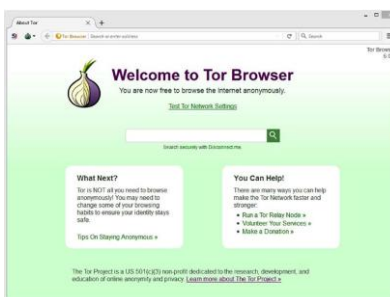 About Tor
Tor Browser Search or enter address
Search
Tor Brows
Welcome to Tor Browser
You are now free to browse the Internet anonymously.
Test Tor Network Settings
Search securely with Disconnect.me.
What Next?
Tor is NOT all you need to browse
anonymously! You may need to
change some of your browsing
habits to ensure your identity stays
safe.
Tips On Staying Anonymous »
You Can Help!
There are many ways you can help
make the Tor Network faster and
stronger:
Run a Tor Relay Node »
Volunteer Your Services »
Make a Donation »
The Tor Project is a US 501(c)(3) non-profit dedicated to the research, development, and
education of online anonymity and privacy. Learn more about The Tor Project »